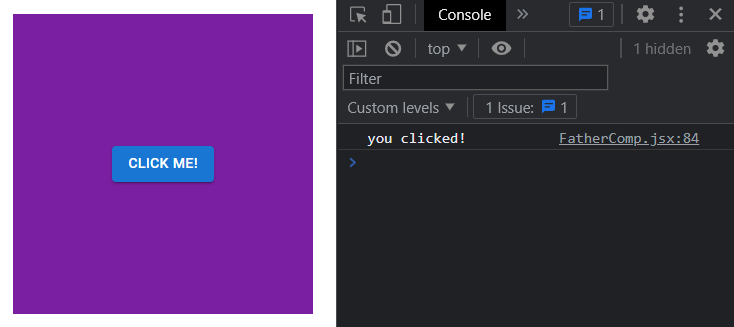 CLICK ME!
Console
1
top
1 hidden
Filter
Custom levels
1 Issue:
1
you clicked!
FatherComp.jsx:84